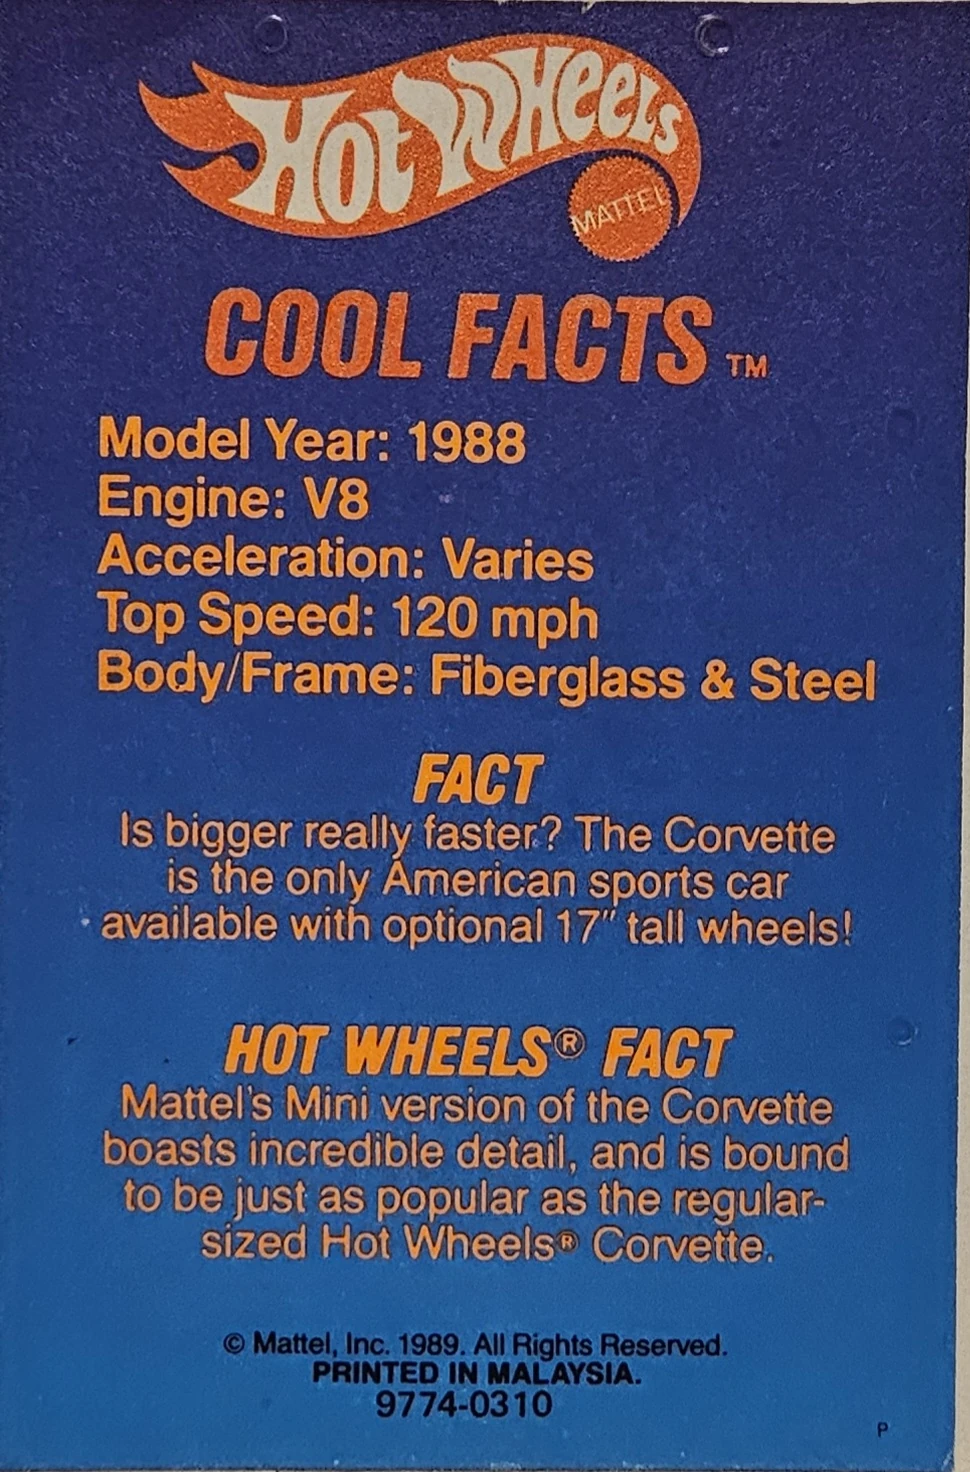 Hot Wheels
MATTEL
COOL FACTS™
Model Year: 1988
Engine: V8
Acceleration: Varies
Top Speed: 120 mph
Body/Frame: Fiberglass & Steel
FACT
Is bigger really faster? The Corvette
is the only American sports car
available with optional 17" tall wheels!
HOT WHEELS® FACT
Mattel's Mini version of the Corvette
boasts incredible detail, and is bound
to be just as popular as the regular-
sized Hot Wheels® Corvette.
© Mattel, Inc. 1989. All Rights Reserved.
PRINTED IN MALAYSIA.
9774-0310
P